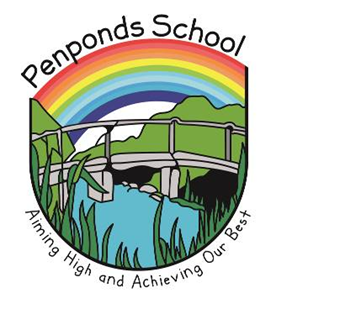 Penponds School
Aiming High and Achieving Our Best